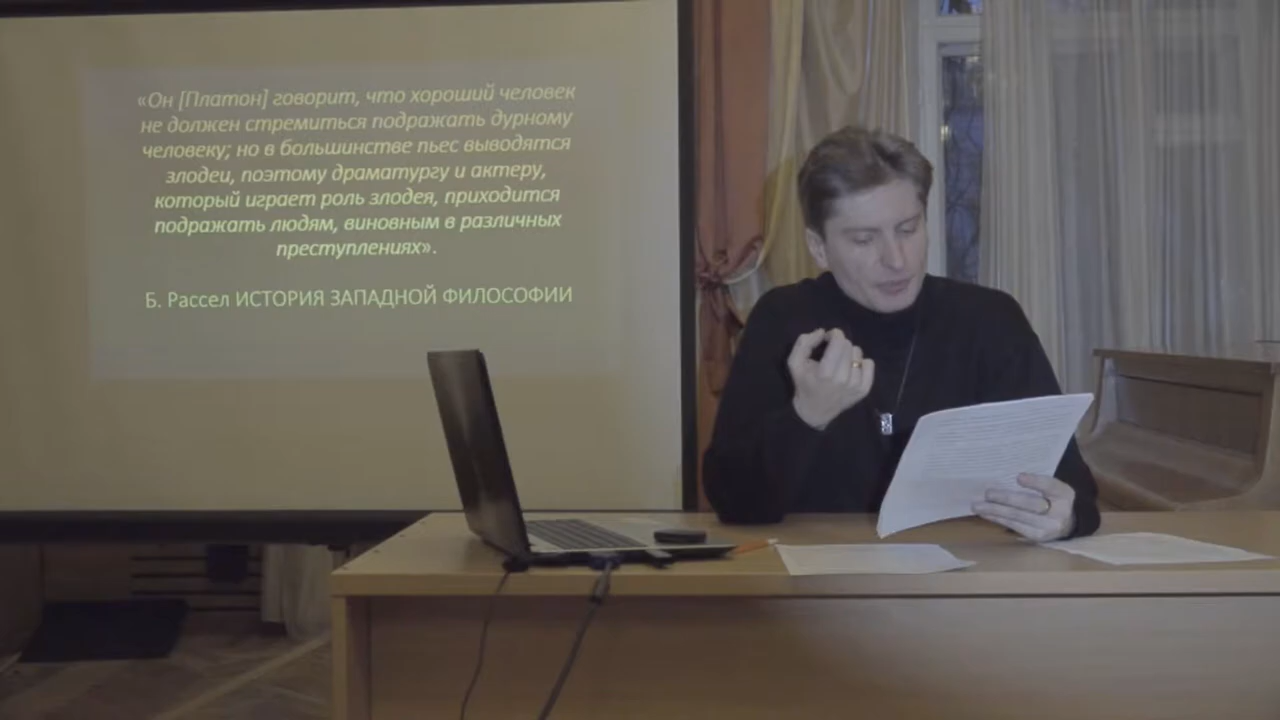 «Он [Платон] говорит, что хороший человек
не должен стремиться подражать дурному
человеку; но в большинстве пьес выводятся
злодеи, поэтому драматургу и актеру,
который играет роль злодея, приходится
подражать людям, виновным в различных
преступлениях».
Б. Рассел ИСТОРИЯ ЗАПАДНОЙ ФИЛОСОФИИ